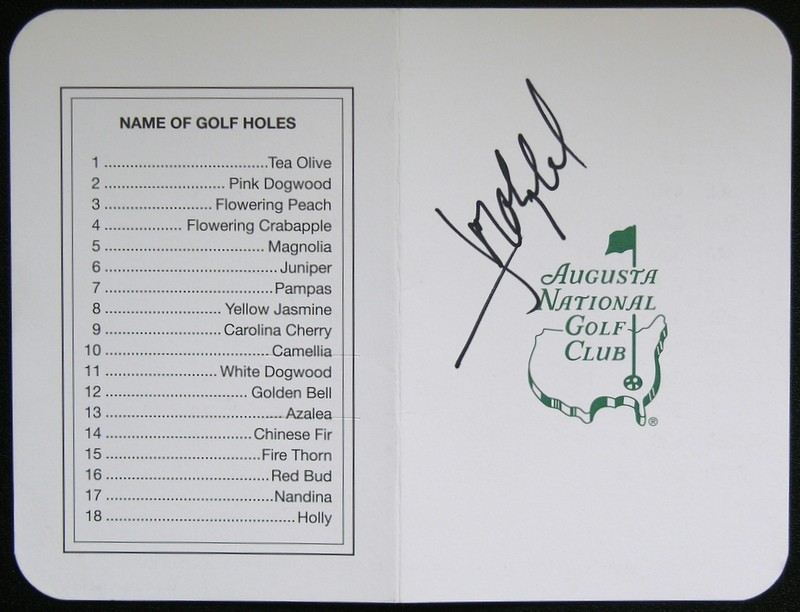 NAME OF GOLF HOLES
1 ........................................Tea Olive
2 ............................. Pink Dogwood
3 ........................... Flowering Peach
4 ................... Flowering Crabapple
5 ....................................... Magnolia
6 ...........................................Juniper
7 ......................................... Pampas
8 ............................ Yellow Jasmine
9 ............................Carolina Cherry
10 ........................................ Camellia
11 ........................... White Dogwood
12 ................................... Golden Bell
13 ...........................................Azalea
14 ....................................Chinese Fir
15 ......................................Fire Thorn
16 ........................................Red Bud
17 .........................................Nandina
18 .............................................. Holly
AUGUSTA
NATIONAL
GOLF
CLUB
®